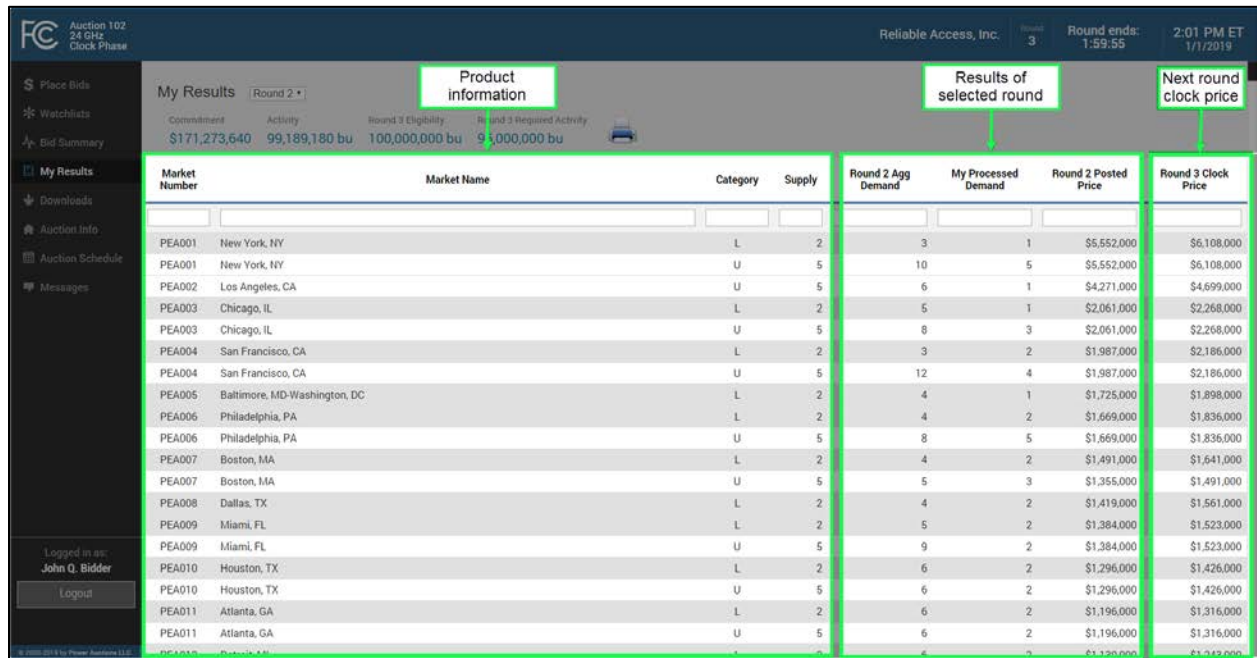 FCC Auction 102
24 GHz
Clock Phase
Reliable Access, Inc.
Round
3
Round ends:
1:59:55
2:01 PM ET
1/1/2019
Place Bids
Watchlists
Bid Summary
My Results
Downloads
Auction Info
Auction Schedule
Messages
Logged in as:
John Q. Bidder
Logout
My Results Round 2
Product
information
Results of
selected round
Next round
clock price
Commitment Activity Round 3 Eligibility Round 3 Required Activity
$171,273,640 99,189,180 bu 100,000,000 bu 95,000,000 bu
Market Number Market Name Category Supply Round 2 Agg Demand My Processed Demand Round 2 Posted Price Round 3 Clock Price
PEA001 New York, NY L 2 3 1 $5,552,000 $6,108,000
PEA001 New York, NY U 5 10 5 $5,552,000 $6,108,000
PEA002 Los Angeles, CA U 5 6 1 $4,271,000 $4,699,000
PEA003 Chicago, IL L 2 5 1 $2,061,000 $2,268,000
PEA003 Chicago, IL U 5 8 3 $2,061,000 $2,268,000
PEA004 San Francisco, CA L 2 3 2 $1,987,000 $2,186,000
PEA004 San Francisco, CA U 5 12 4 $1,987,000 $2,186,000
PEA005 Baltimore, MD-Washington, DC L 2 4 1 $1,725,000 $1,898,000
PEA006 Philadelphia, PA L 2 4 2 $1,669,000 $1,836,000
PEA006 Philadelphia, PA U 5 8 5 $1,669,000 $1,836,000
PEA007 Boston, MA L 2 4 2 $1,491,000 $1,641,000
PEA007 Boston, MA U 5 5 3 $1,355,000 $1,491,000
PEA008 Dallas, TX L 2 4 2 $1,419,000 $1,561,000
PEA009 Miami, FL L 2 5 2 $1,384,000 $1,523,000
PEA009 Miami, FL U 5 9 2 $1,384,000 $1,523,000
PEA010 Houston, TX L 2 6 2 $1,296,000 $1,426,000
PEA010 Houston, TX U 5 6 2 $1,296,000 $1,426,000
PEA011 Atlanta, GA L 2 6 2 $1,196,000 $1,316,000
PEA011 Atlanta, GA U 5 6 2 $1,196,000 $1,316,000